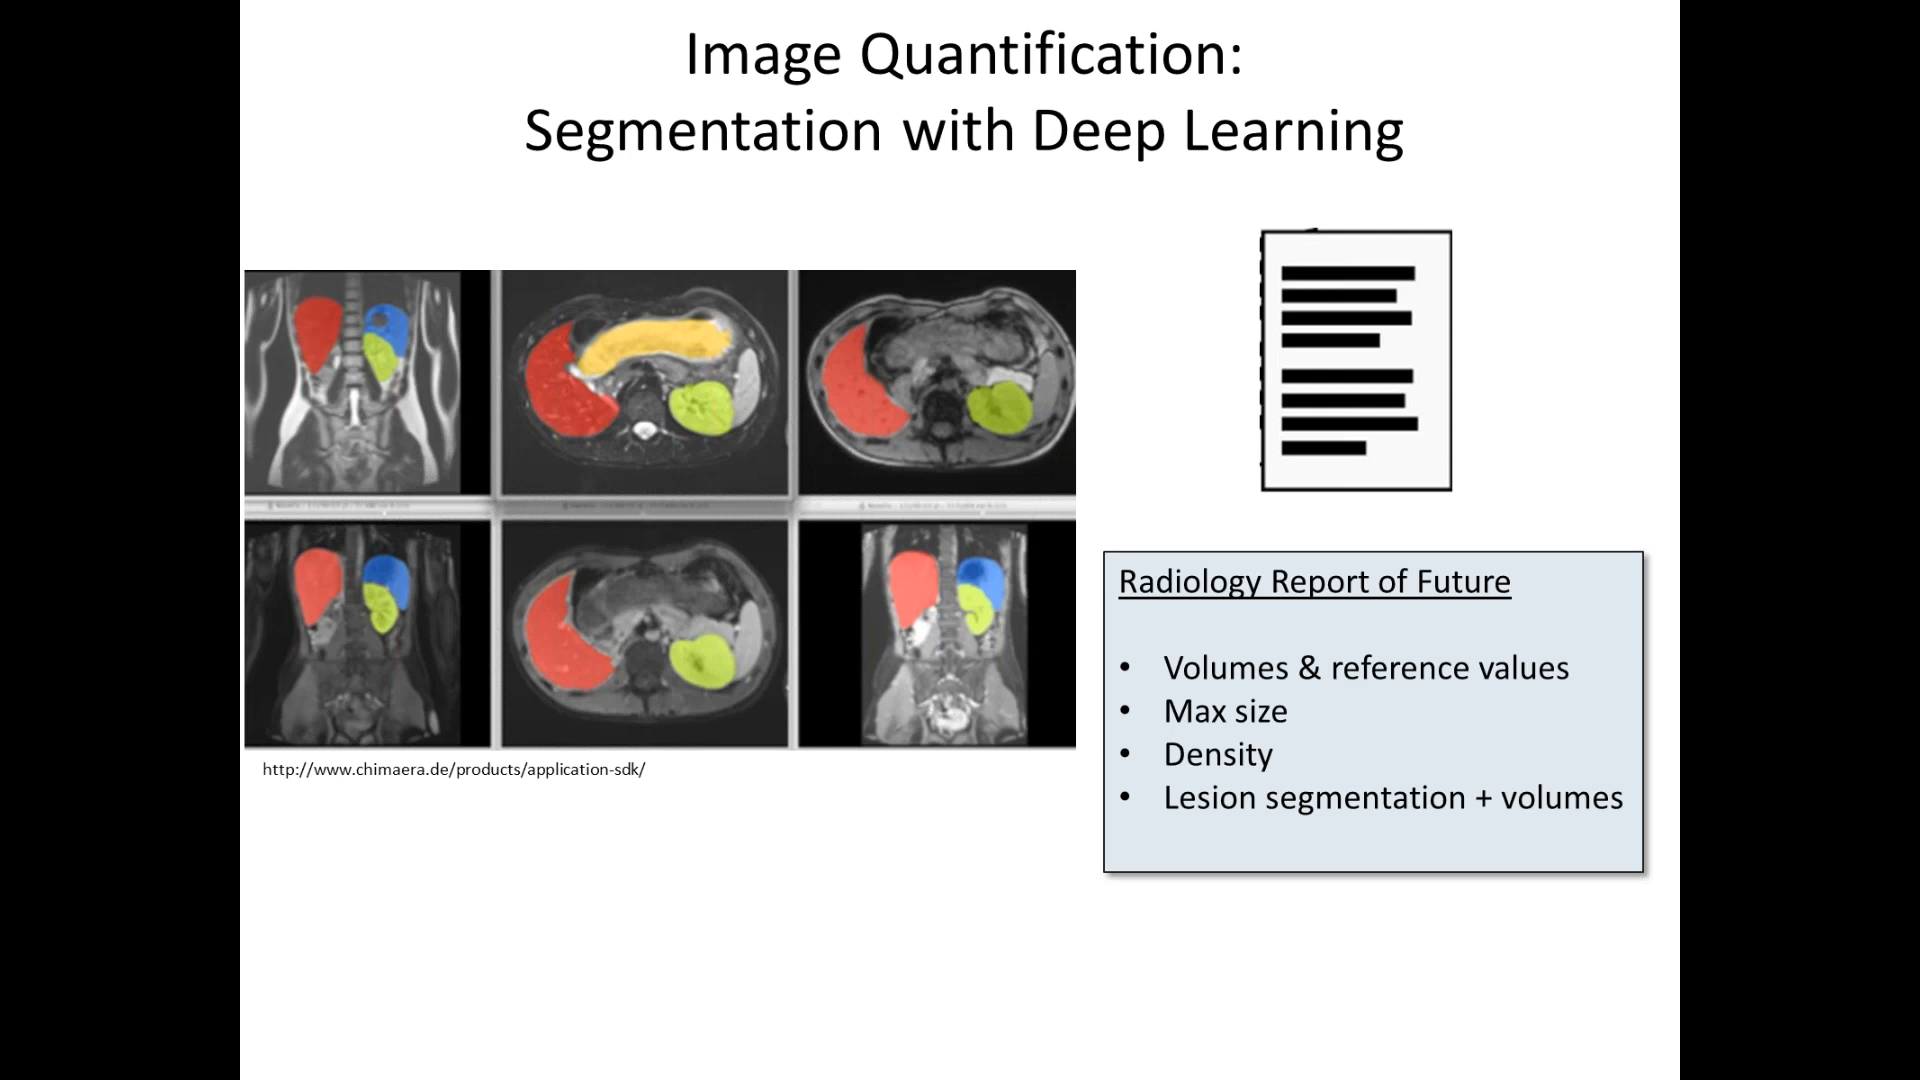 Image Quantification:
Segmentation with Deep Learning
http://www.chimaera.de/products/application-sdk/
Radiology Report of Future
• Volumes & reference values
• Max size
• Density
• Lesion segmentation + volumes